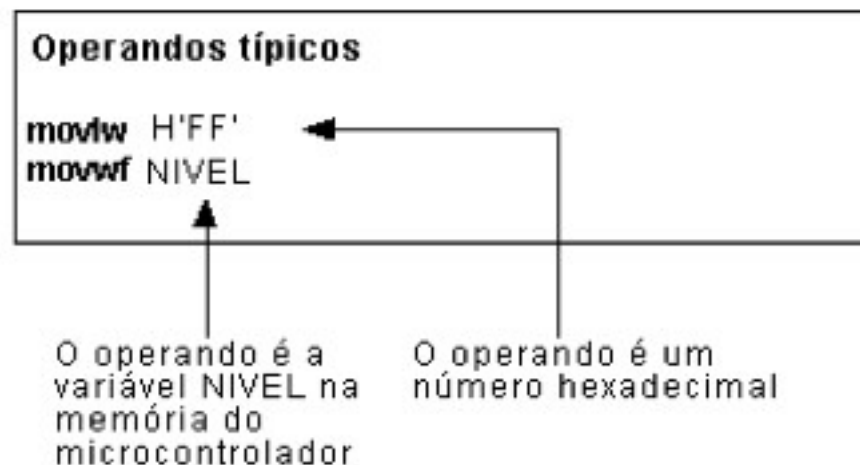 Operandos típicos
movlw H'FF'
movwf NIVEL
O operando é a
variável NIVEL na
memória do
microcontrolador
O operando é um
número hexadecimal